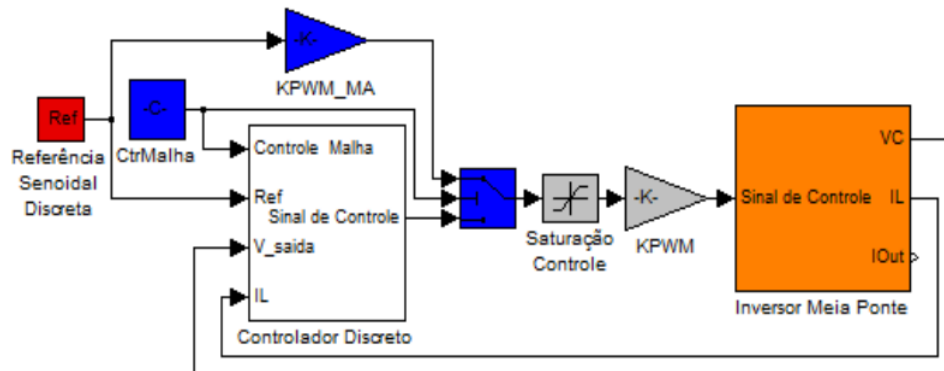 -K-
KPWM_MA
Ref
-C-
Referência
Senoidal
Discreta
CtrMalha
Controle Malha
Ref
Sinal de Controle
V_saida
IL
Controlador Discreto
Saturação
Controle
-K-
KPWM
VC
Sinal de Controle
IL
IOut
Inversor Meia Ponte